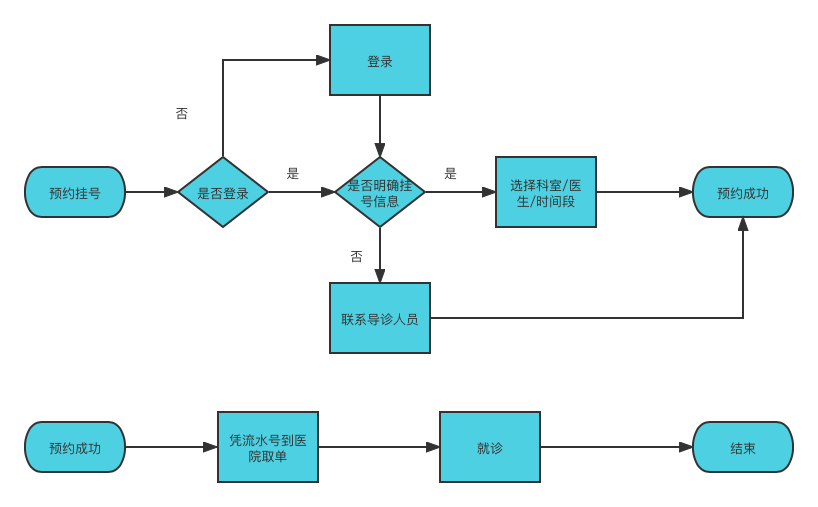 登录
否
预约挂号
是否登录
是
是否明确挂
号信息
是
选择科室/医
生/时间段
预约成功
否
联系导诊人员
预约成功
凭流水号到医
院取单
就诊
结束